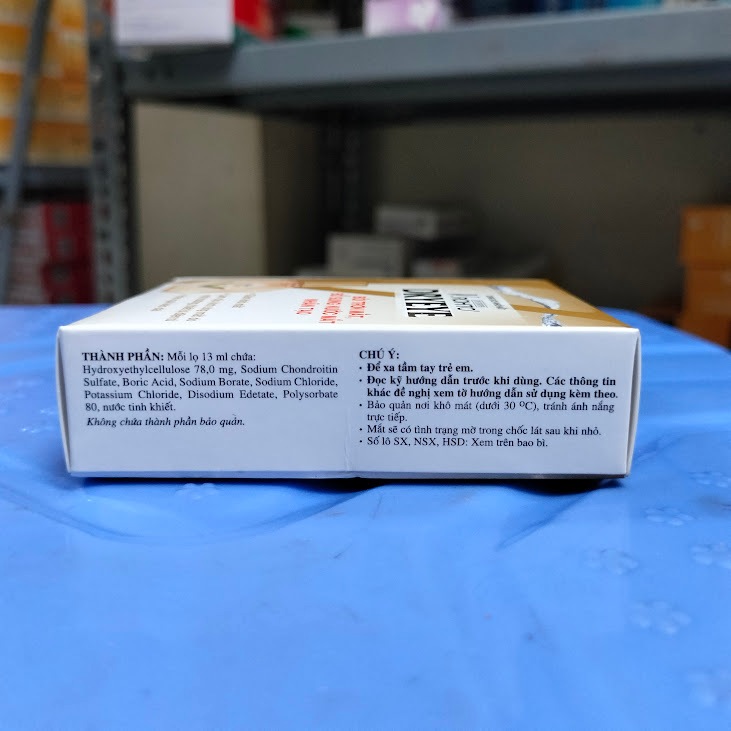 THÀNH PHẦN: Mỗi lọ 13 ml chứa:
Hydroxyethylcellulose 78,0 mg, Sodium Chondroitin
Sulfate, Boric Acid, Sodium Borate, Sodium Chloride,
Potassium Chloride, Disodium Edetate, Polysorbate
80, nước tinh khiết.
Không chứa thành phần bảo quản.
CHÚ Ý:
• Để xa tầm tay trẻ em.
• Đọc kỹ hướng dẫn trước khi dùng. Các thông tin
khác đề nghị xem tờ hướng dẫn sử dụng kèm theo.
• Bảo quản nơi khô mát (dưới 30 ºC), tránh ánh nắng
trực tiếp.
• Mắt sẽ có tình trạng mờ trong chốc lát sau khi nhỏ.
• Số lô SX, NSX, HSD: Xem trên bao bì.
DRYEYE
NHÂN TẠO